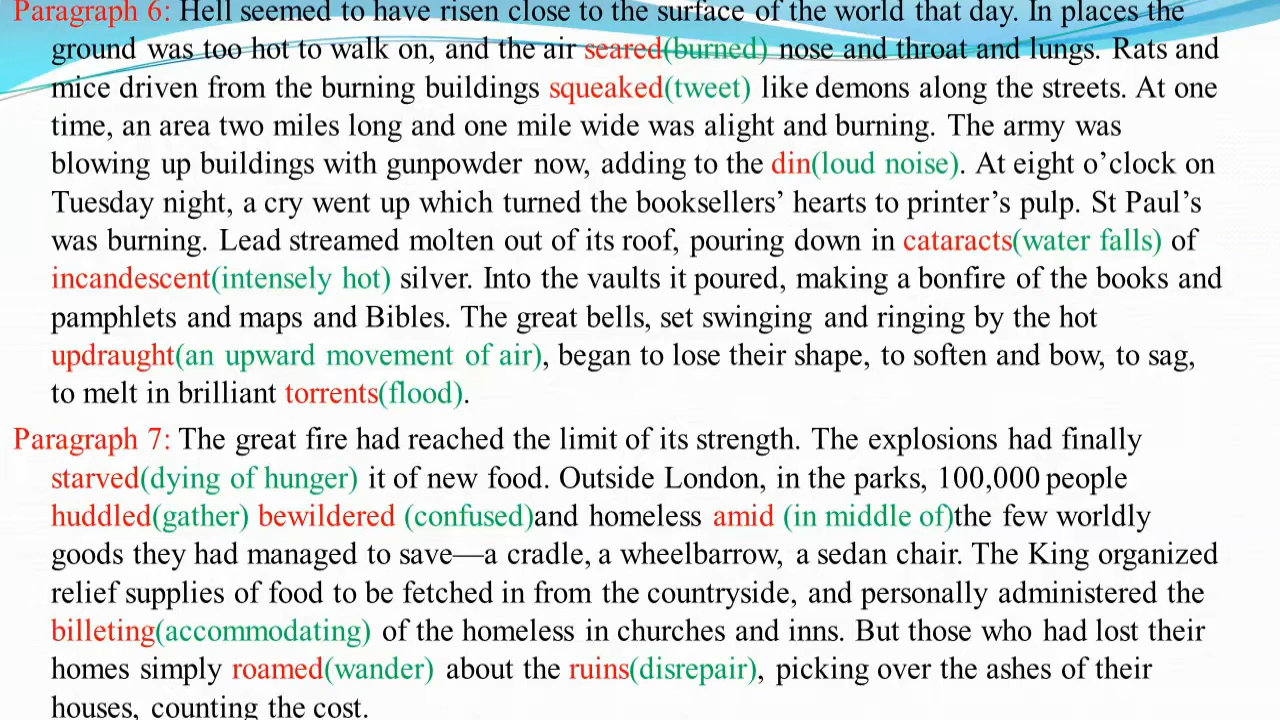 Paragraph 6: Hell seemed to have risen close to the surface of the world that day. In places the
ground was too hot to walk on, and the air seared(burned) nose and throat and lungs. Rats and
mice driven from the burning buildings squeaked(tweet) like demons along the streets. At one
time, an area two miles long and one mile wide was alight and burning. The army was
blowing up buildings with gunpowder now, adding to the din(loud noise). At eight o’clock on
Tuesday night, a cry went up which turned the booksellers’ hearts to printer’s pulp. St Paul’s
was burning. Lead streamed molten out of its roof, pouring down in cataracts(water falls) of
incandescent(intensely hot) silver. Into the vaults it poured, making a bonfire of the books and
pamphlets and maps and Bibles. The great bells, set swinging and ringing by the hot
updraught(an upward movement of air), began to lose their shape, to soften and bow, to sag,
to melt in brilliant torrents(flood).
Paragraph 7: The great fire had reached the limit of its strength. The explosions had finally
starved(dying of hunger) it of new food. Outside London, in the parks, 100,000 people
huddled(gather) bewildered (confused)and homeless amid (in middle of)the few worldly
goods they had managed to save—a cradle, a wheelbarrow, a sedan chair. The King organized
relief supplies of food to be fetched in from the countryside, and personally administered the
billeting(accommodating) of the homeless in churches and inns. But those who had lost their
homes simply roamed(wander) about the ruins(disrepair), picking over the ashes of their
houses, counting the cost.